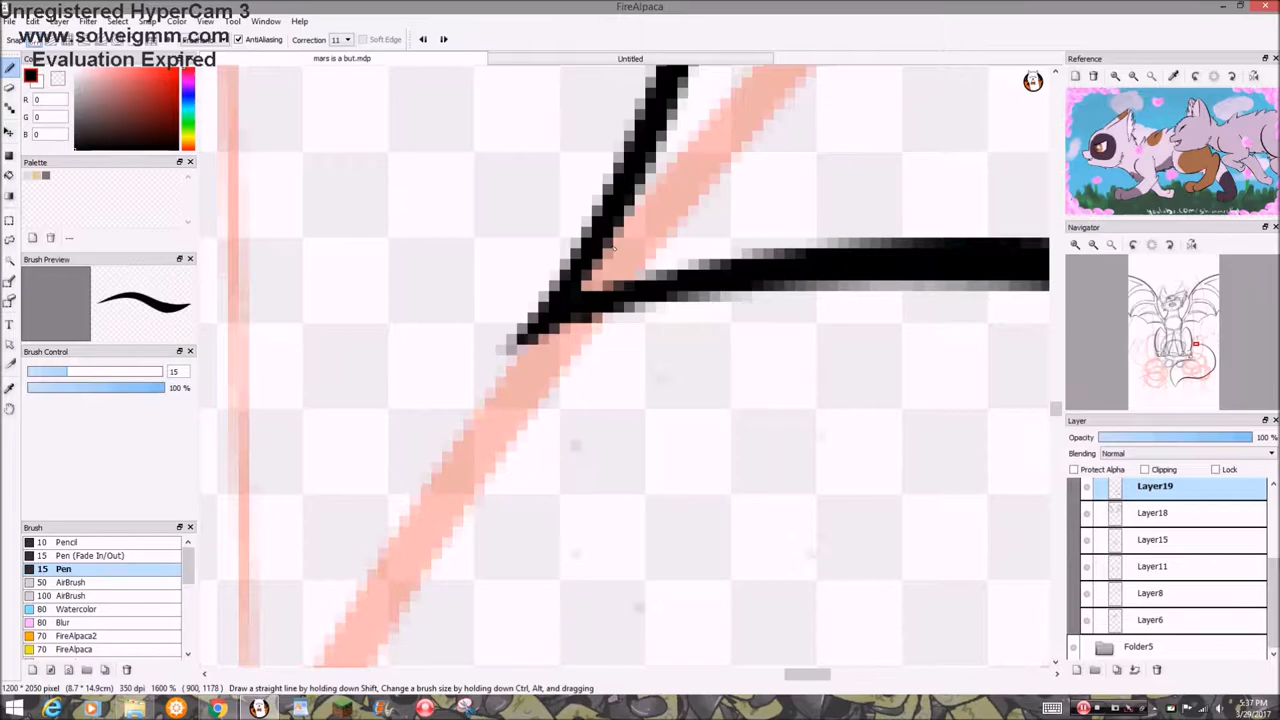 Unregistered HyperCam 3
www.solveigmm.com
Evaluation Expired
FireAlpaca
File Edit Layer Filter Select Snap Color View Tool Window Help
Snap
AntiAliasing Correction 11 Soft Edge
mars is a but.mdp Untitled
Color
R 0
G 0
B 0
Palette
Brush Preview
Brush Control
15
100 %
Brush
10 Pencil
15 Pen (Fade In/Out)
15 Pen
50 AirBrush
100 AirBrush
80 Watercolor
80 Blur
70 FireAlpaca2
70 FireAlpaca
Reference
Navigator
Layer
Opacity 100 %
Blending Normal
Protect Alpha Clipping Lock
Layer19
Layer18
Layer15
Layer11
Layer8
Layer6
Folder5
1200 * 2050 pixel (8.7 * 14.9cm) 350 dpi 1600 % ( 900, 1178 ) Draw a straight line by holding down Shift, Change a brush size by holding down Ctrl, Alt, and dragging
5:37 PM
3/29/2017